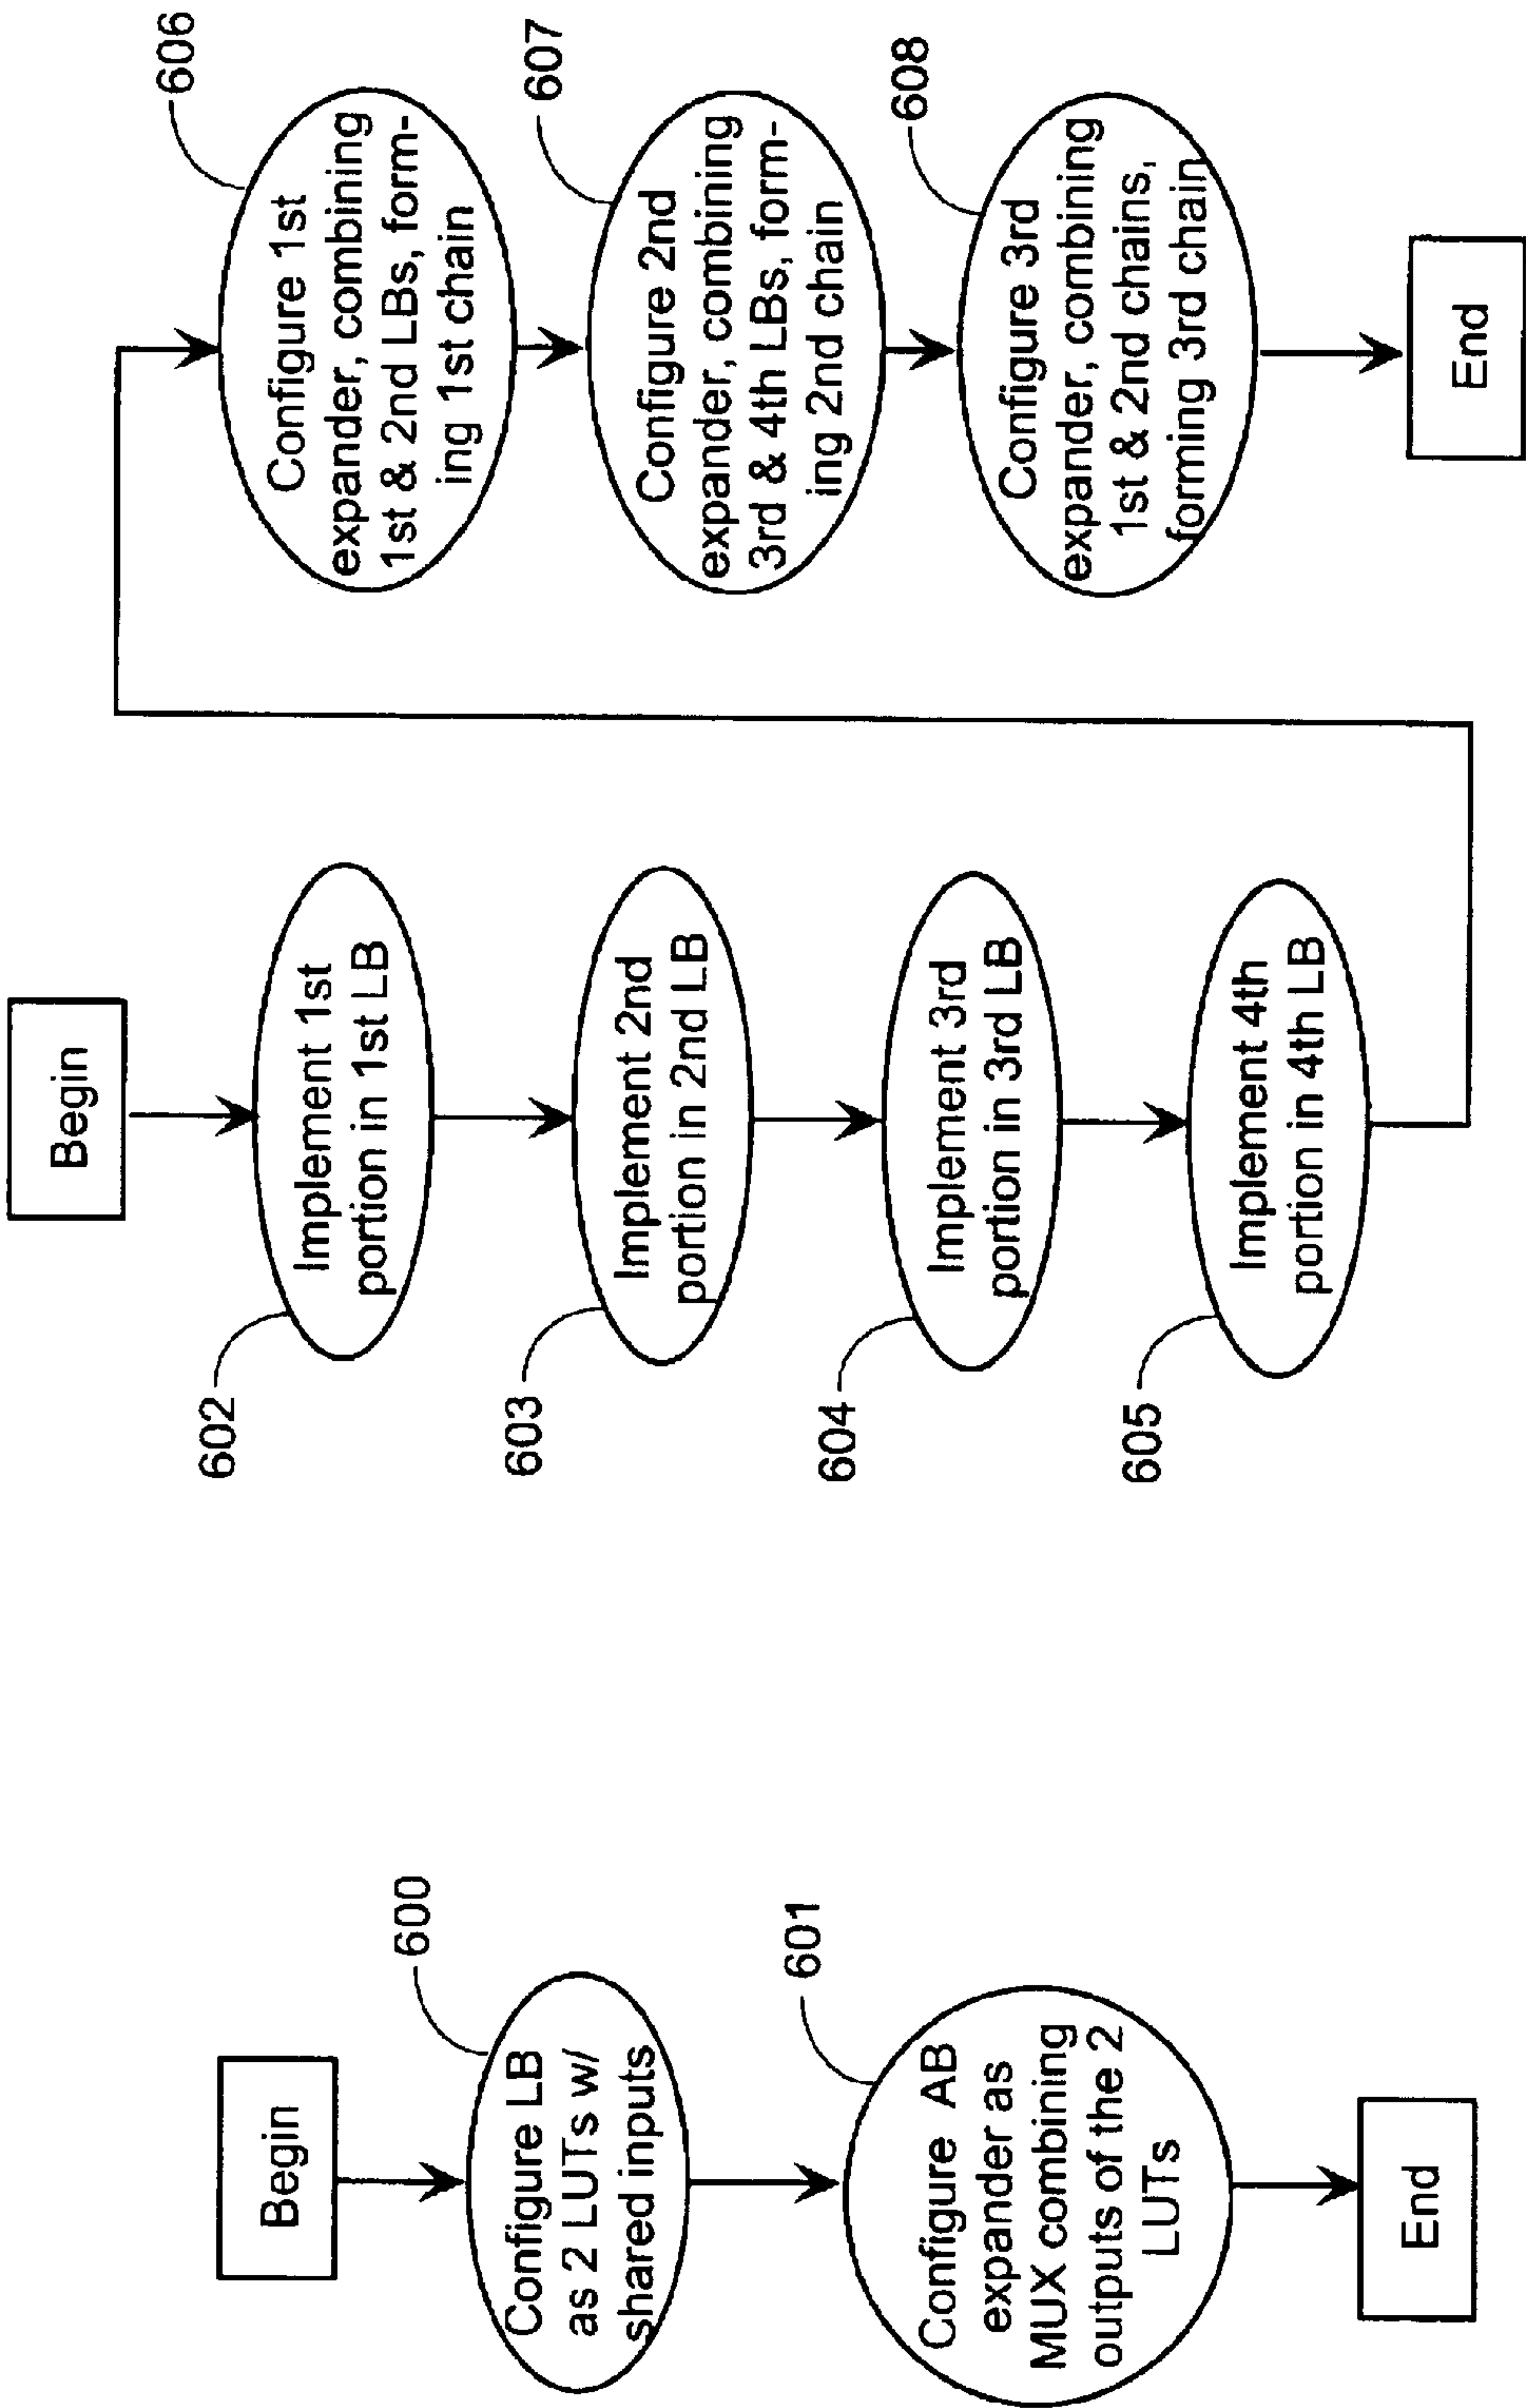 Begin
600
Configure LB
as 2 LUTs w/
shared inputs
601
Configure AB
expander as
MUX combining
outputs of the 2
LUTs
End
Begin
602
Implement 1st
portion in 1st LB
603
Implement 2nd
portion in 2nd LB
604
Implement 3rd
portion in 3rd LB
605
Implement 4th
portion in 4th LB
606
Configure 1st
expander, combining
1st & 2nd LBs, form-
ing 1st chain
607
Configure 2nd
expander, combining
3rd & 4th LBs, form-
ing 2nd chain
608
Configure 3rd
expander, combining
1st & 2nd chains,
forming 3rd chain
End